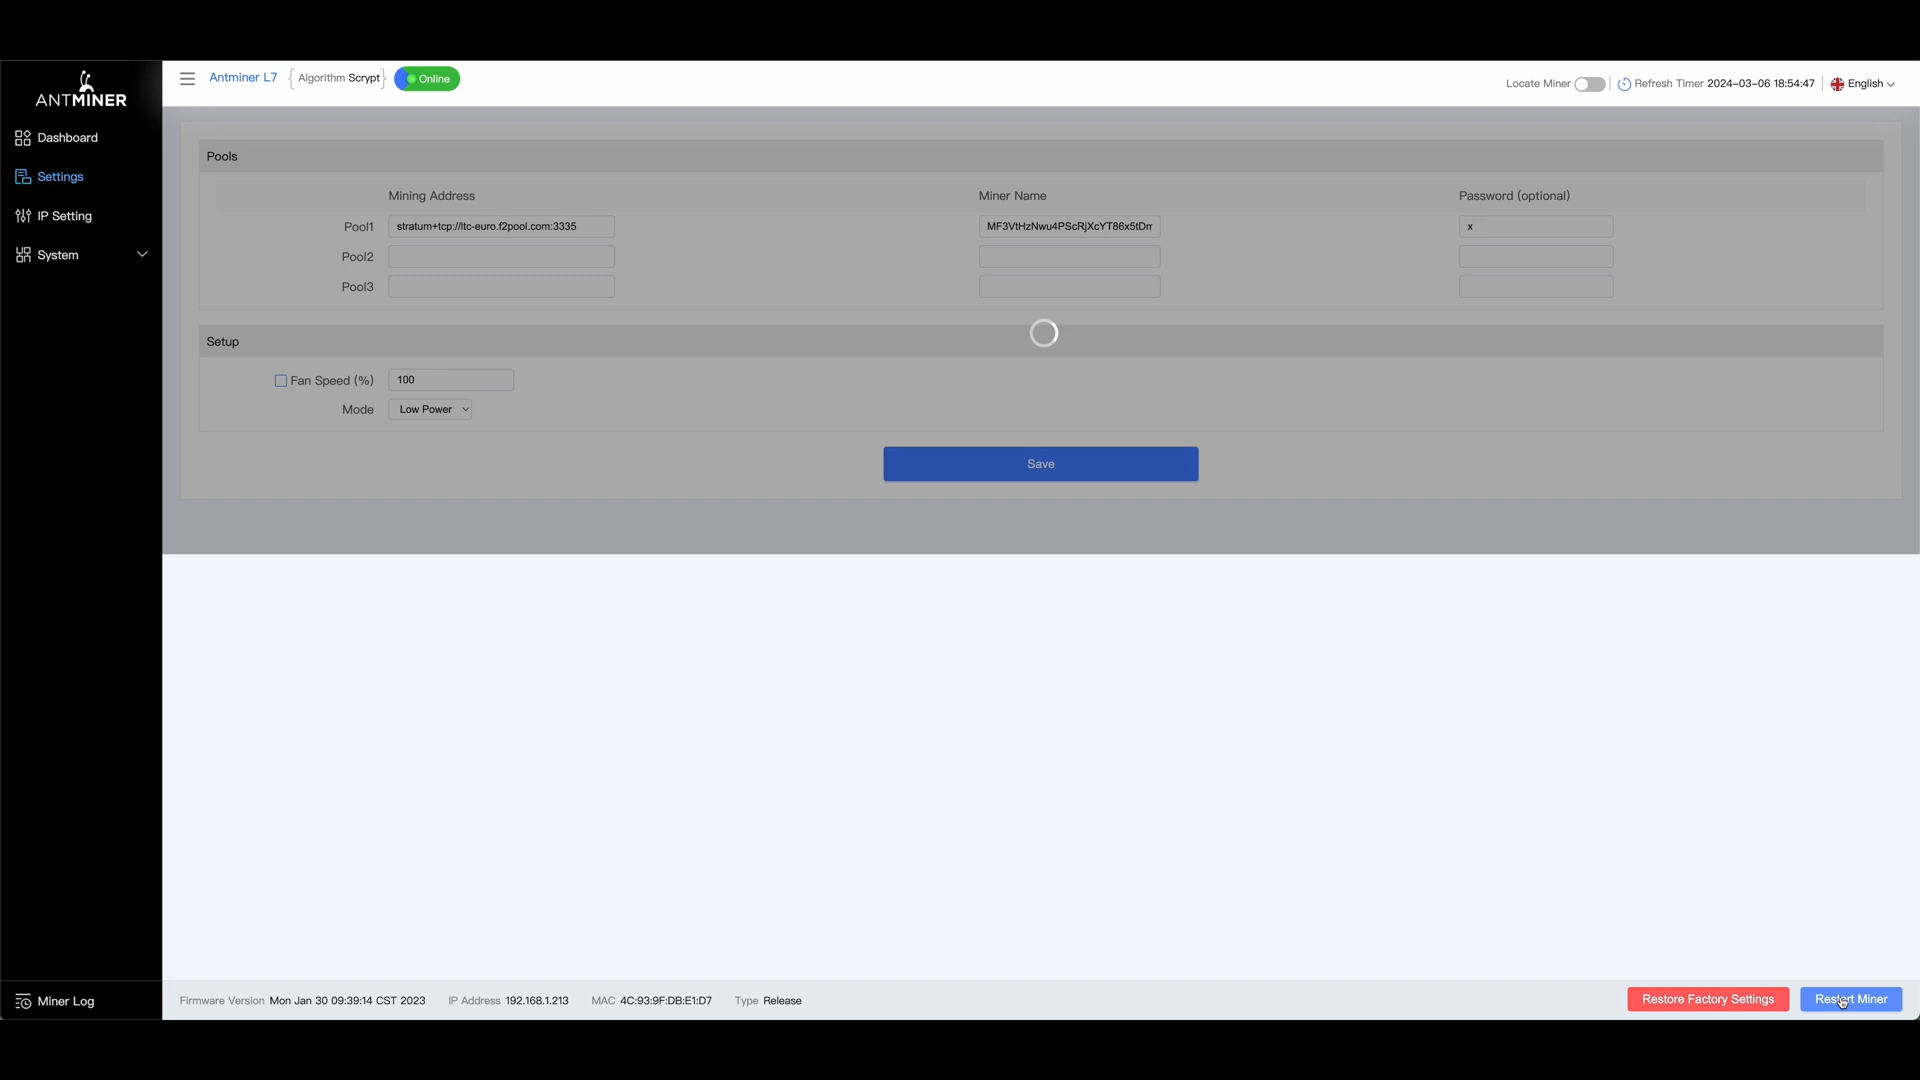 ANTMINER
Antminer L7
Algorithm Scrypt
Online
Locate Miner
Refresh Timer 2024-03-06 18:54:47
English
Dashboard
Settings
IP Setting
System
Pools
Mining Address Miner Name Password (optional)
Pool1 stratum+tcp://ltc-euro.f2pool.com:3335 MF3VtHzNwu4PScRjXcYT86x5tDm x
Pool2
Pool3
Setup
Fan Speed (%) 100
Mode Low Power
Save
Miner Log
Firmware Version Mon Jan 30 09:39:14 CST 2023 IP Address 192.168.1.213 MAC 4C:93:9F:DB:E1:D7 Type Release
Restore Factory Settings
Restart Miner